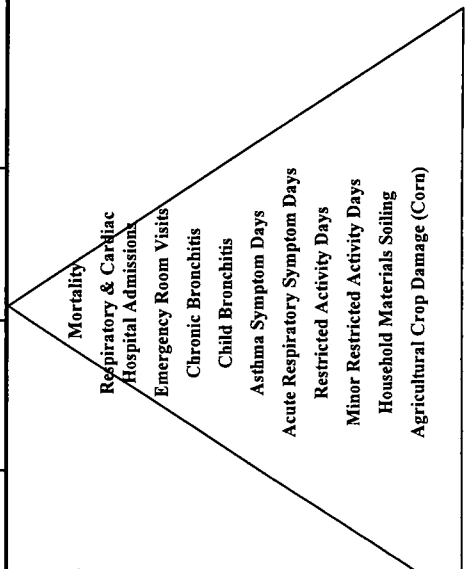 Mortality
Respiratory & Cardiac
Hospital Admissions
Emergency Room Visits
Chronic Bronchitis
Child Bronchitis
Asthma Symptom Days
Acute Respiratory Symptom Days
Restricted Activity Days
Minor Restricted Activity Days
Household Materials Soiling
Agricultural Crop Damage (Corn)